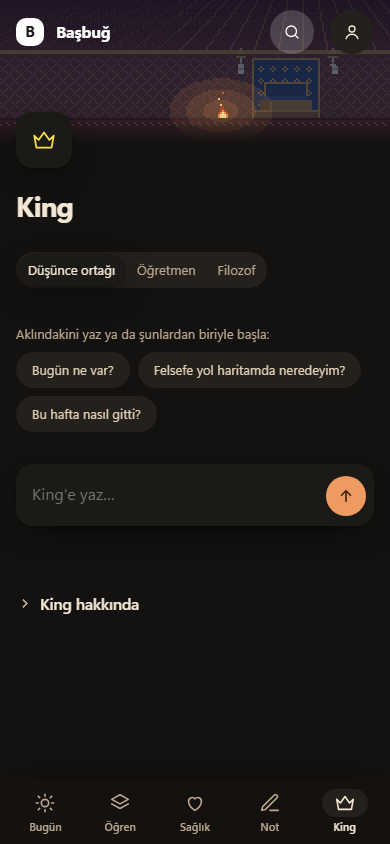 B Başbuğ
King
Düşünce ortağı Öğretmen Filozof
Aklındakini yaz ya da şunlardan biriyle başla:
Bugün ne var? Felsefe yol haritamda neredeyim?
Bu hafta nasıl gitti?
King'e yaz...
King hakkında
Bugün Öğren Sağlık Not King